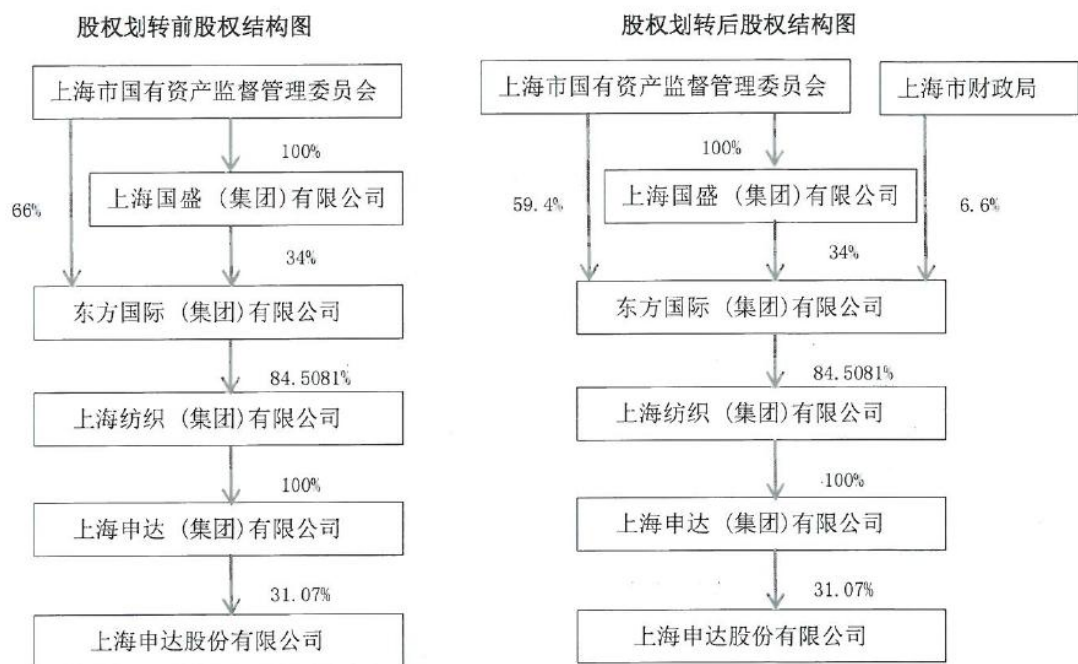 股权划转前股权结构图
上海市国有资产监督管理委员会
100%
上海国盛 (集团)有限公司
66%
34%
东方国际 (集团)有限公司
84.5081%
上海纺织 (集团)有限公司
100%
上海申达 (集团)有限公司
31.07%
上海申达股份有限公司
股权划转后股权结构图
上海市国有资产监督管理委员会
上海市财政局
100%
上海国盛 (集团)有限公司
59.4%
6.6%
34%
东方国际 (集团)有限公司
84.5081%
上海纺织 (集团)有限公司
100%
上海申达 (集团)有限公司
31.07%
上海申达股份有限公司